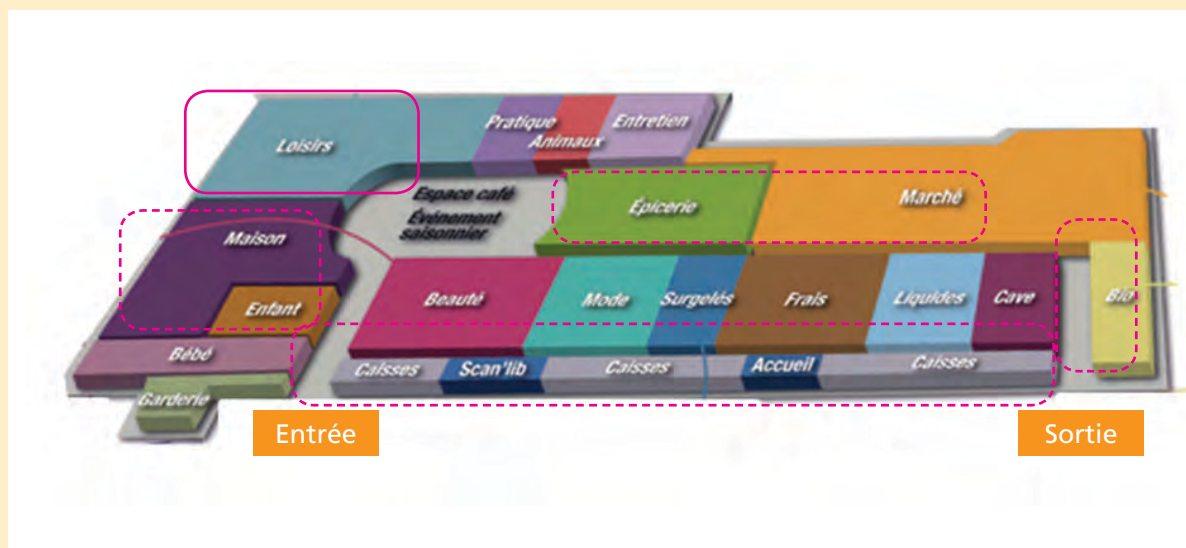 Loisirs
Pratique
Animaux
Entretien
Espace café
Événement
saisonnier
Épicerie
Marché
Maison
Enfant
Bébé
Garderie
Beauté
Mode
Surgelés
Frais
Liquides
Cave
Bio
Caisses
Scan'lib
Caisses
Accueil
Caisses
Entrée
Sortie